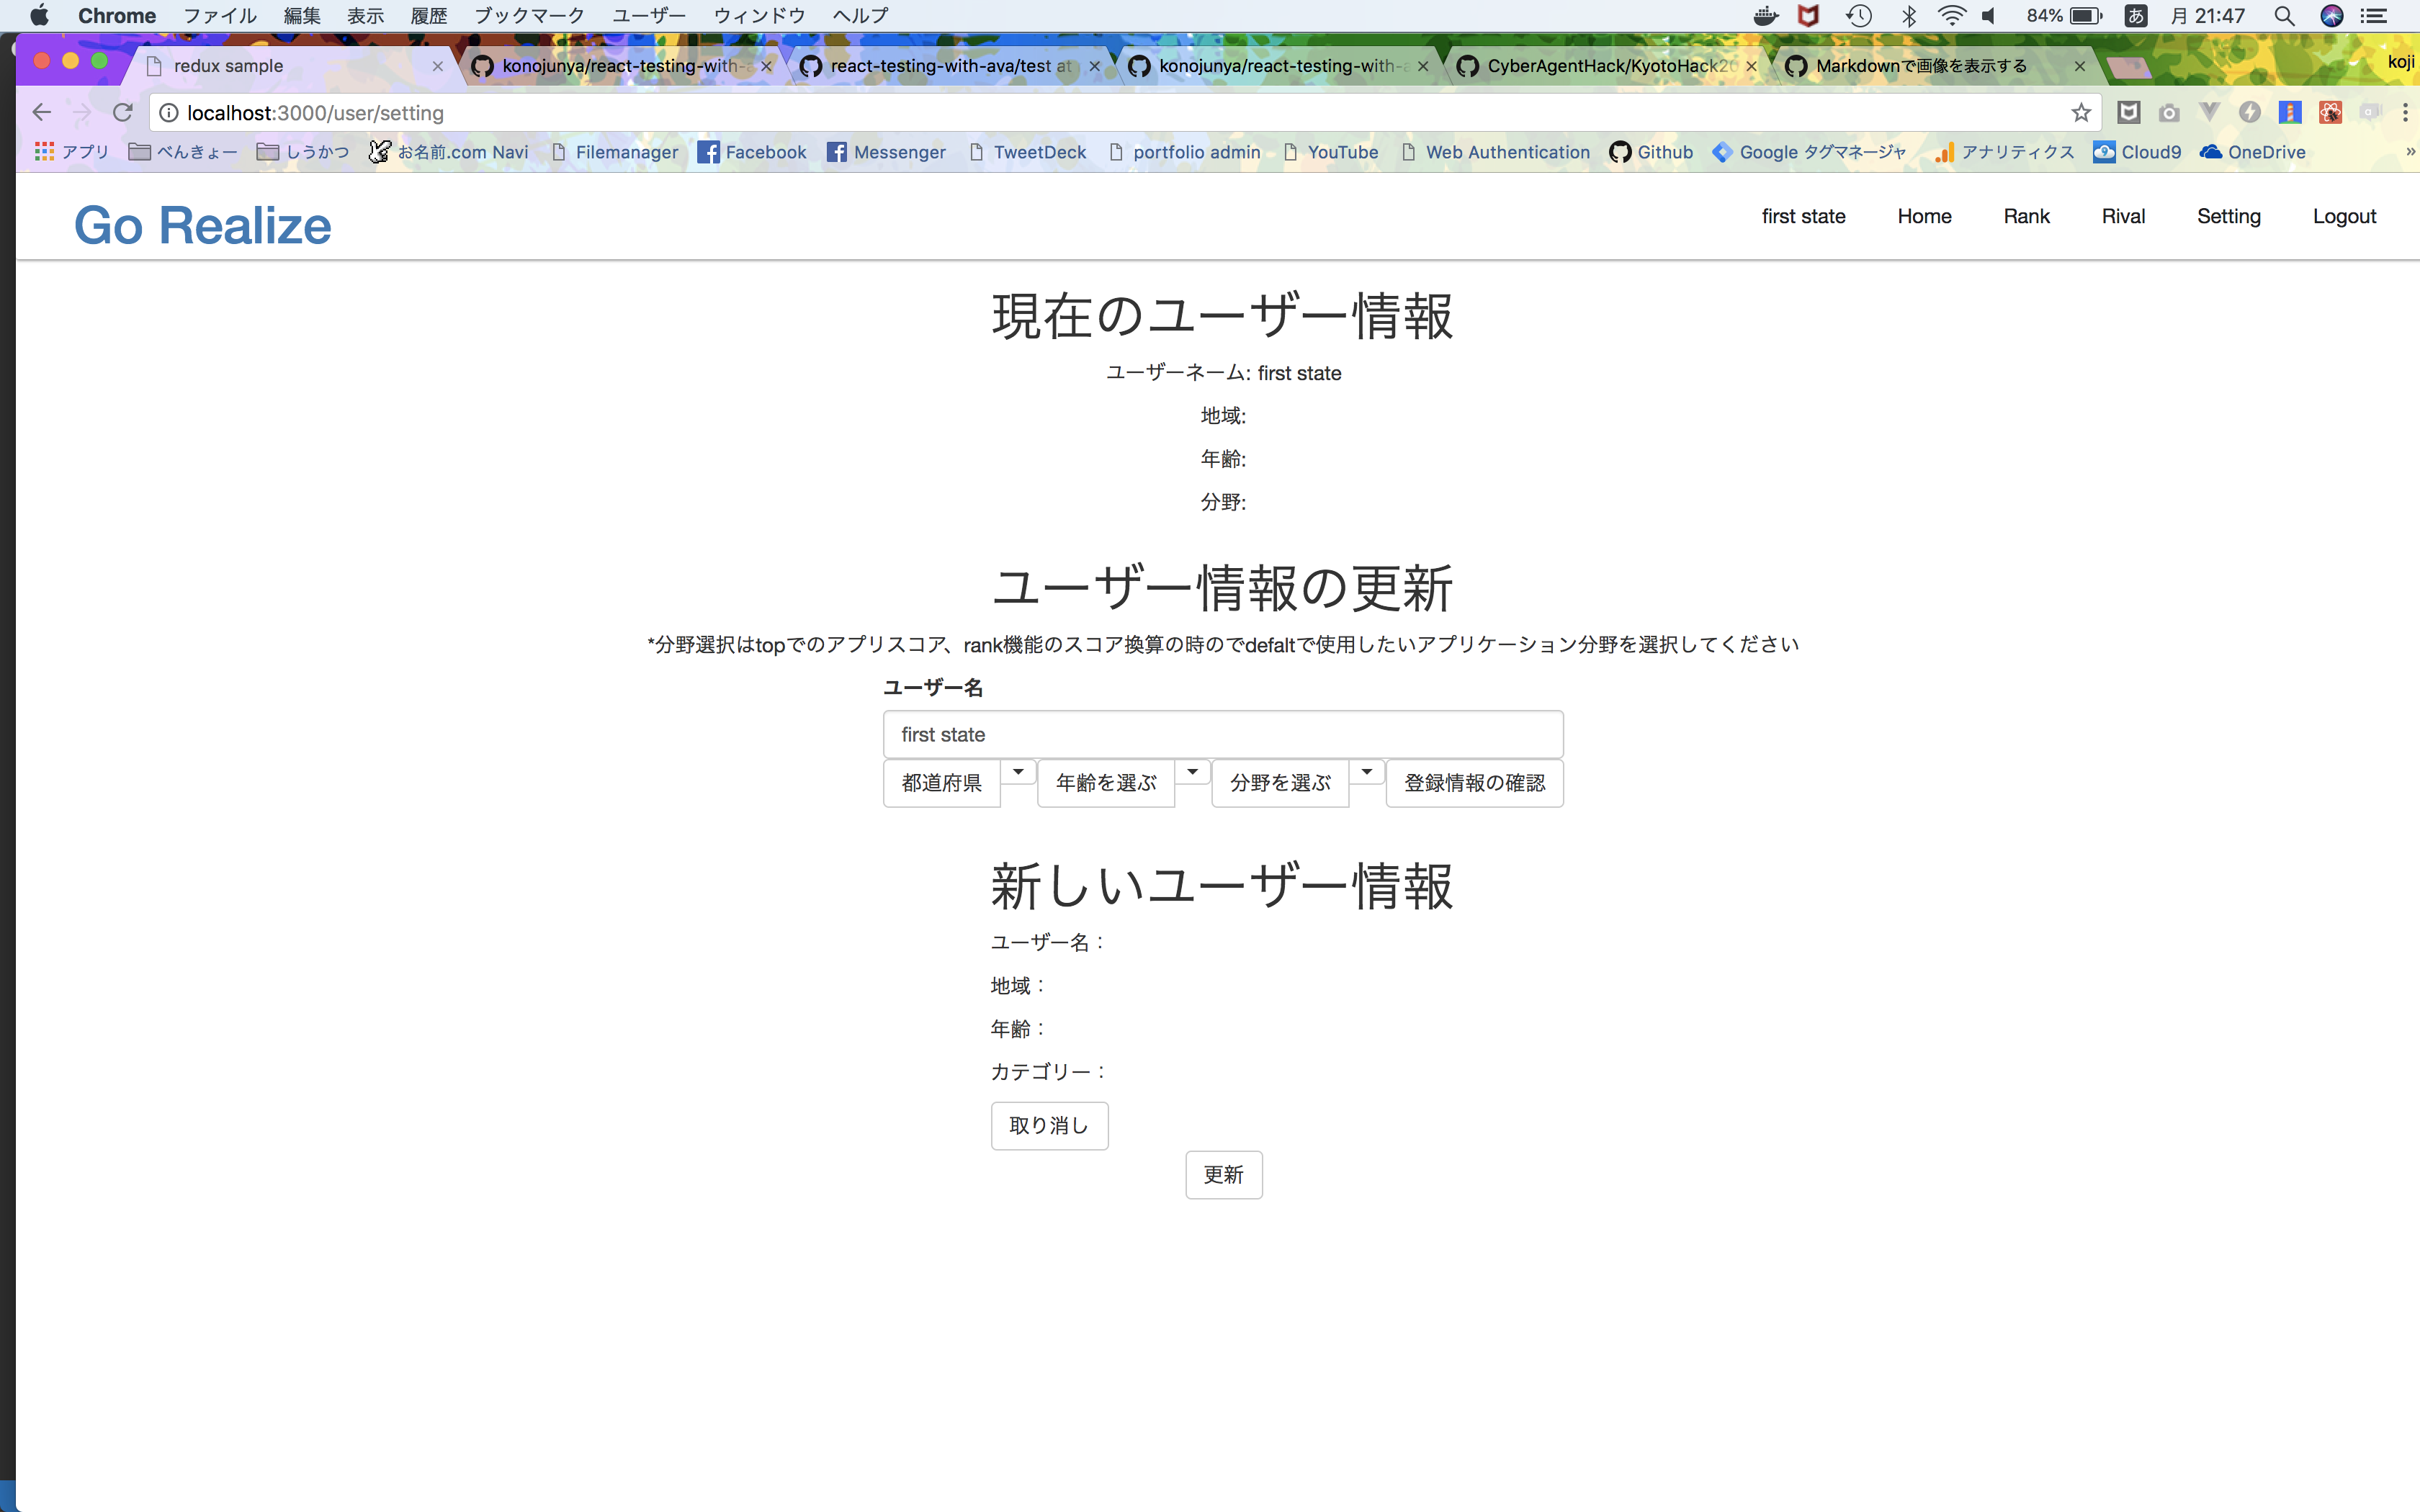 Chrome ファイル 編集 表示 履歴 ブックマーク ユーザー ウィンドウ ヘルプ 84% あ 月 21:47
redux sample konojunya/react-testing-with-a react-testing-with-ava/test at konojunya/react-testing-with-a CyberAgentHack/KyotoHack20 Markdownで画像を表示する koji
localhost:3000/user/setting
アプリ べんきょー しうかつ お名前.com Navi Filemanager Facebook Messenger TweetDeck portfolio admin YouTube Web Authentication Github Google タグマネージャ アナリティクス Cloud9 OneDrive »
Go Realize first state Home Rank Rival Setting Logout
現在のユーザー情報
ユーザーネーム: first state
地域:
年齢:
分野:
ユーザー情報の更新
*分野選択はtopでのアプリスコア、rank機能のスコア換算の時のでdefaltで使用したいアプリケーション分野を選択してください
ユーザー名
first state
都道府県 年齢を選ぶ 分野を選ぶ 登録情報の確認
新しいユーザー情報
ユーザー名：
地域：
年齢：
カテゴリー：
取り消し
更新